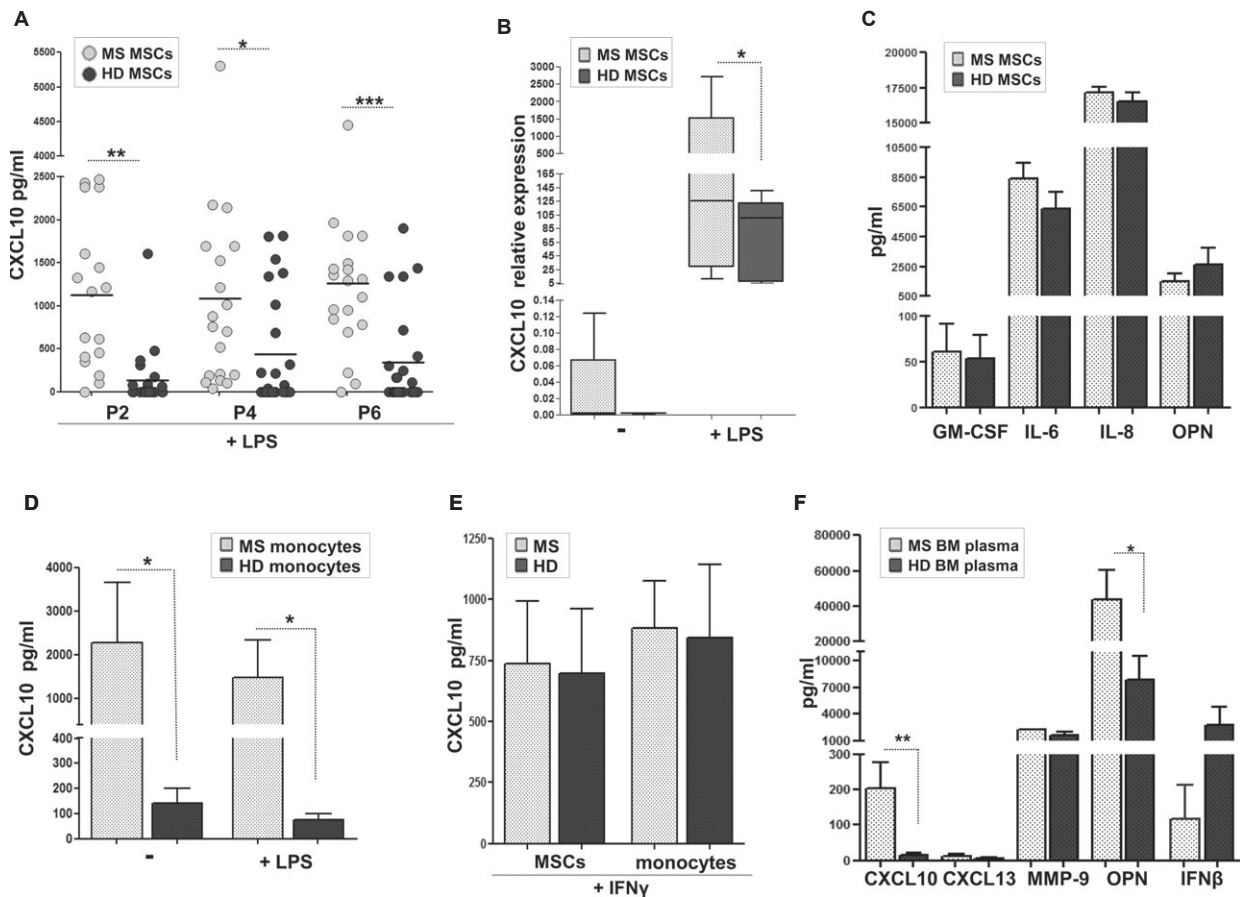 A
MS MSCs
HD MSCs
CXCL10 pg/ml
5500
5000
4500
4000
2500
2000
1500
1000
500
0
**
*
***
P2 P4 P6
+ LPS
B
MS MSCs
HD MSCs
CXCL10 relative expression
3000
2500
2000
1500
1000
500
165
145
125
105
85
65
45
25
5
0.14
0.12
0.10
0.08
0.06
0.04
0.02
0.00
*
- + LPS
C
MS MSCs
HD MSCs
pg/ml
20000
17500
15000
10500
8500
6500
4500
2500
500
100
50
0
GM-CSF IL-6 IL-8 OPN
D
MS monocytes
HD monocytes
CXCL10 pg/ml
4000
3000
2000
1000
400
300
200
100
0
*
*
- + LPS
E
MS
HD
CXCL10 pg/ml
1250
1000
750
500
250
0
MSCs monocytes
+ IFNγ
F
MS BM plasma
HD BM plasma
pg/ml
80000
60000
40000
20000
10000
7000
4000
1000
200
100
0
**
*
CXCL10 CXCL13 MMP-9 OPN IFNβ